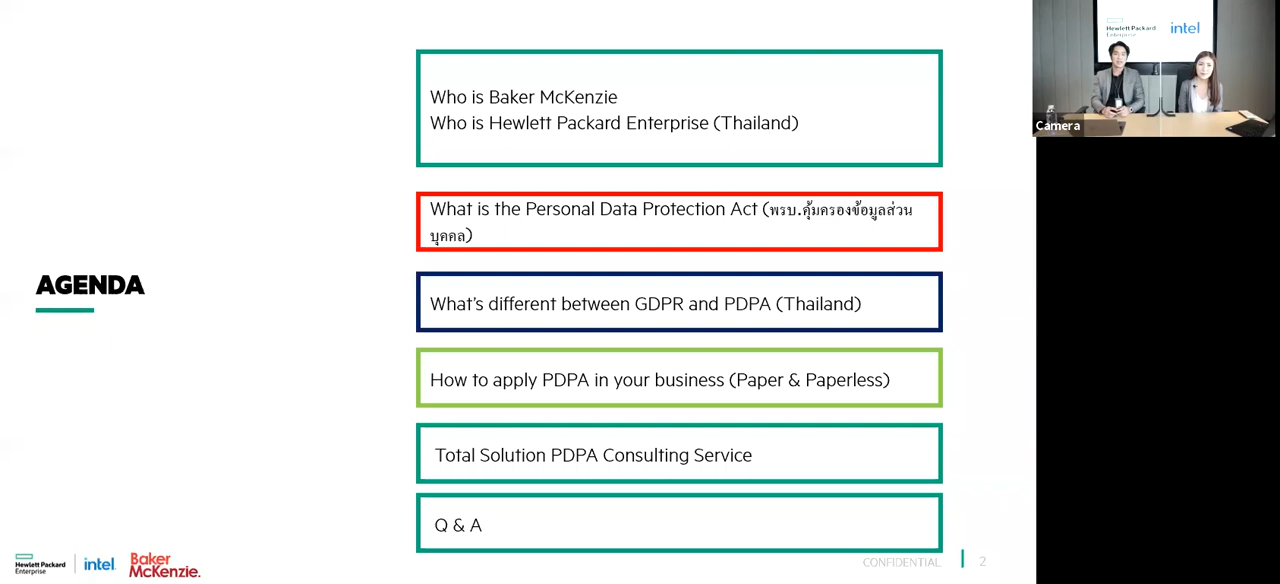 Who is Baker McKenzie
Who is Hewlett Packard Enterprise (Thailand)
What is the Personal Data Protection Act (พรบ.คุ้มครองข้อมูลส่วน
บุคคล)
AGENDA
What's different between GDPR and PDPA (Thailand)
How to apply PDPA in your business (Paper & Paperless)
Total Solution PDPA Consulting Service
Q & A
Hewlett Packard
Enterprise
intel
Baker
McKenzie.
CONFIDENTIAL
2
Hewlett Packard
Enterprise
intel
Camera